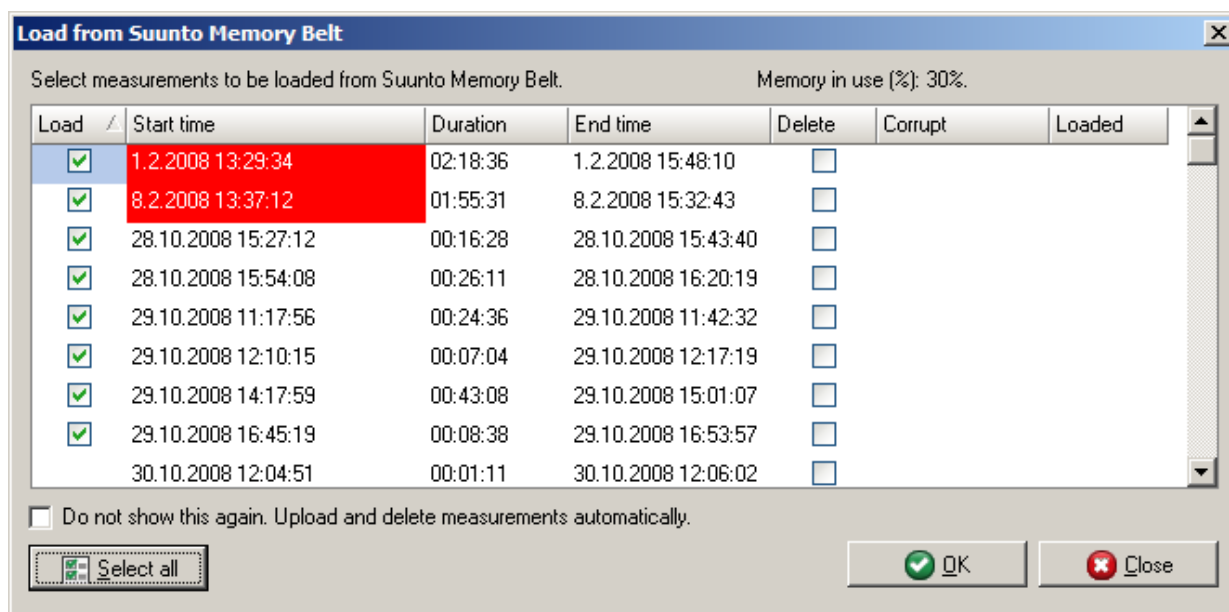 Load from Suunto Memory Belt
Select measurements to be loaded from Suunto Memory Belt. Memory in use (%): 30%.
Load Start time Duration End time Delete Corrupt Loaded
1.2.2008 13:29:34 02:18:36 1.2.2008 15:48:10
8.2.2008 13:37:12 01:55:31 8.2.2008 15:32:43
28.10.2008 15:27:12 00:16:28 28.10.2008 15:43:40
28.10.2008 15:54:08 00:26:11 28.10.2008 16:20:19
29.10.2008 11:17:56 00:24:36 29.10.2008 11:42:32
29.10.2008 12:10:15 00:07:04 29.10.2008 12:17:19
29.10.2008 14:17:59 00:43:08 29.10.2008 15:01:07
29.10.2008 16:45:19 00:08:38 29.10.2008 16:53:57
30.10.2008 12:04:51 00:01:11 30.10.2008 12:06:02
Do not show this again. Upload and delete measurements automatically.
Select all OK Close